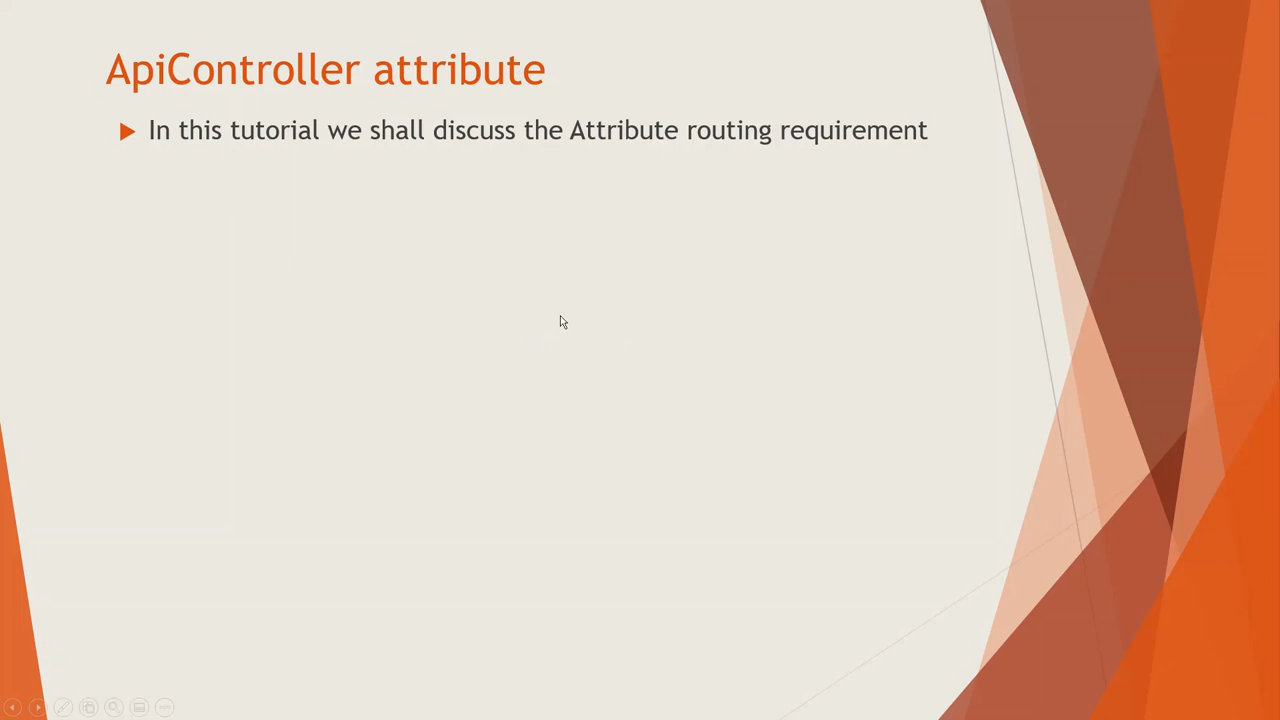 ApiController attribute
In this tutorial we shall discuss the Attribute routing requirement